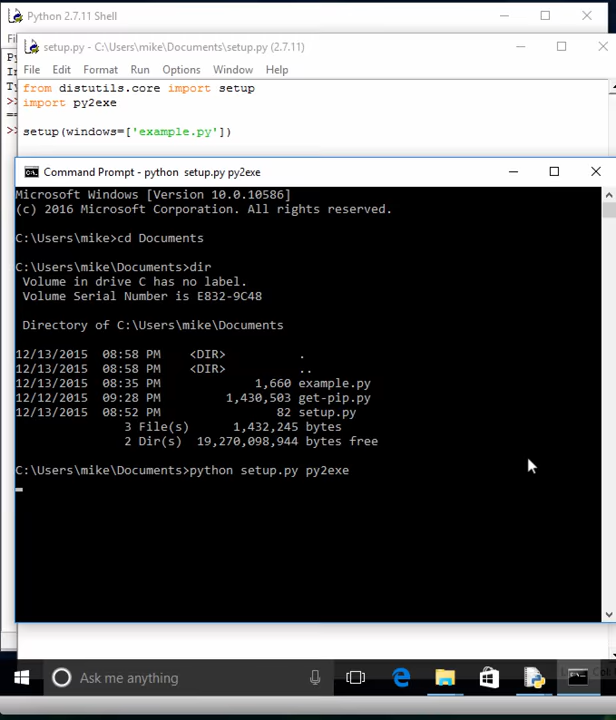 Python 2.7.11 Shell
setup.py - C:\Users\mike\Documents\setup.py (2.7.11)
File Edit Format Run Options Window Help
from distutils.core import setup
import py2exe
setup(windows=['example.py'])
Command Prompt - python setup.py py2exe
Microsoft Windows [Version 10.0.10586]
(c) 2016 Microsoft Corporation. All rights reserved.
C:\Users\mike>cd Documents
C:\Users\mike\Documents>dir
Volume in drive C has no label.
Volume Serial Number is E832-9C48
Directory of C:\Users\mike\Documents
12/13/2015 08:58 PM <DIR> .
12/13/2015 08:58 PM <DIR> ..
12/13/2015 08:35 PM 1,660 example.py
12/12/2015 09:28 PM 1,430,503 get-pip.py
12/13/2015 08:52 PM 82 setup.py
3 File(s) 1,432,245 bytes
2 Dir(s) 19,270,098,944 bytes free
C:\Users\mike\Documents>python setup.py py2exe
Ask me anything